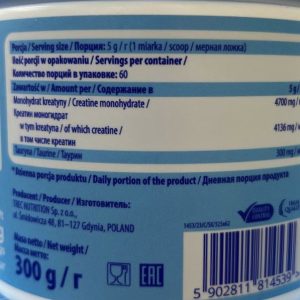 Porcja / Serving size / Порция: 5 g / г (1 miarka / scoop / мерная ложка)
Ilość porcji w opakowaniu / Servings per container /
Количество порций в упаковке: 60
Zawartość w / Amount per / Содержание в 5 g/
Monohydrat kreatyny / Creatine monohydrate / 4700 mg /
Креатин моногидрат
w tym kreatyna / of which creatine / 4136 mg /
в том числе креатин
Tauryna / Taurine / Таурин 300 mg /
*Dzienna porcja produktu / Daily portion of the product / Дневная порция продукта
Producent / Producer / Изготовитель:
TREC NUTRITION Sp. z o.o.,
ul. Śmidowicza 48, 81-127 Gdynia, POLAND
Masa netto / Net weight /
Масса нетто:
300 g / г
EAC
5 902811 814539